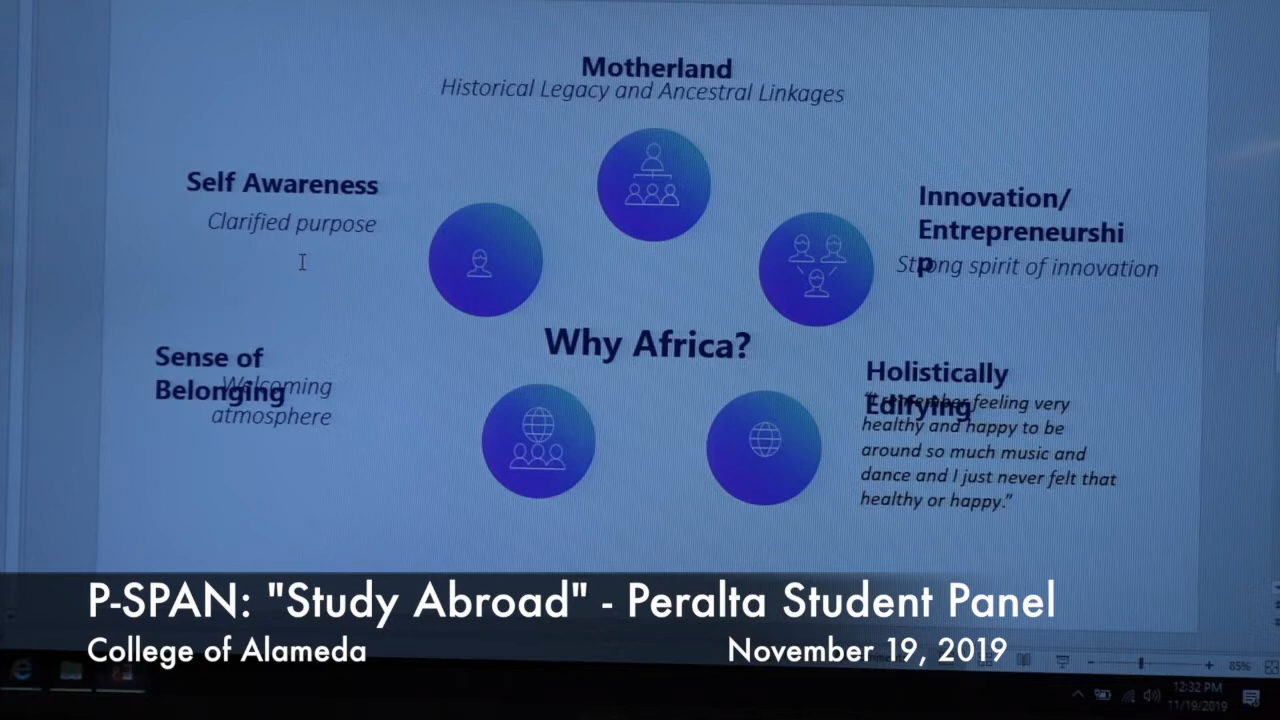 Motherland
Historical Legacy and Ancestral Linkages
Self Awareness
Clarified purpose
Innovation/
Entrepreneurshi
p
Strong spirit of innovation
Why Africa?
Sense of
Belonging
Welcoming
atmosphere
Holistically
Edifying
"I remember feeling very
healthy and happy to be
around so much music and
dance and I just never felt that
healthy or happy."
P-SPAN: "Study Abroad" - Peralta Student Panel
College of Alameda
November 19, 2019
85%
12:32 PM
11/19/2019